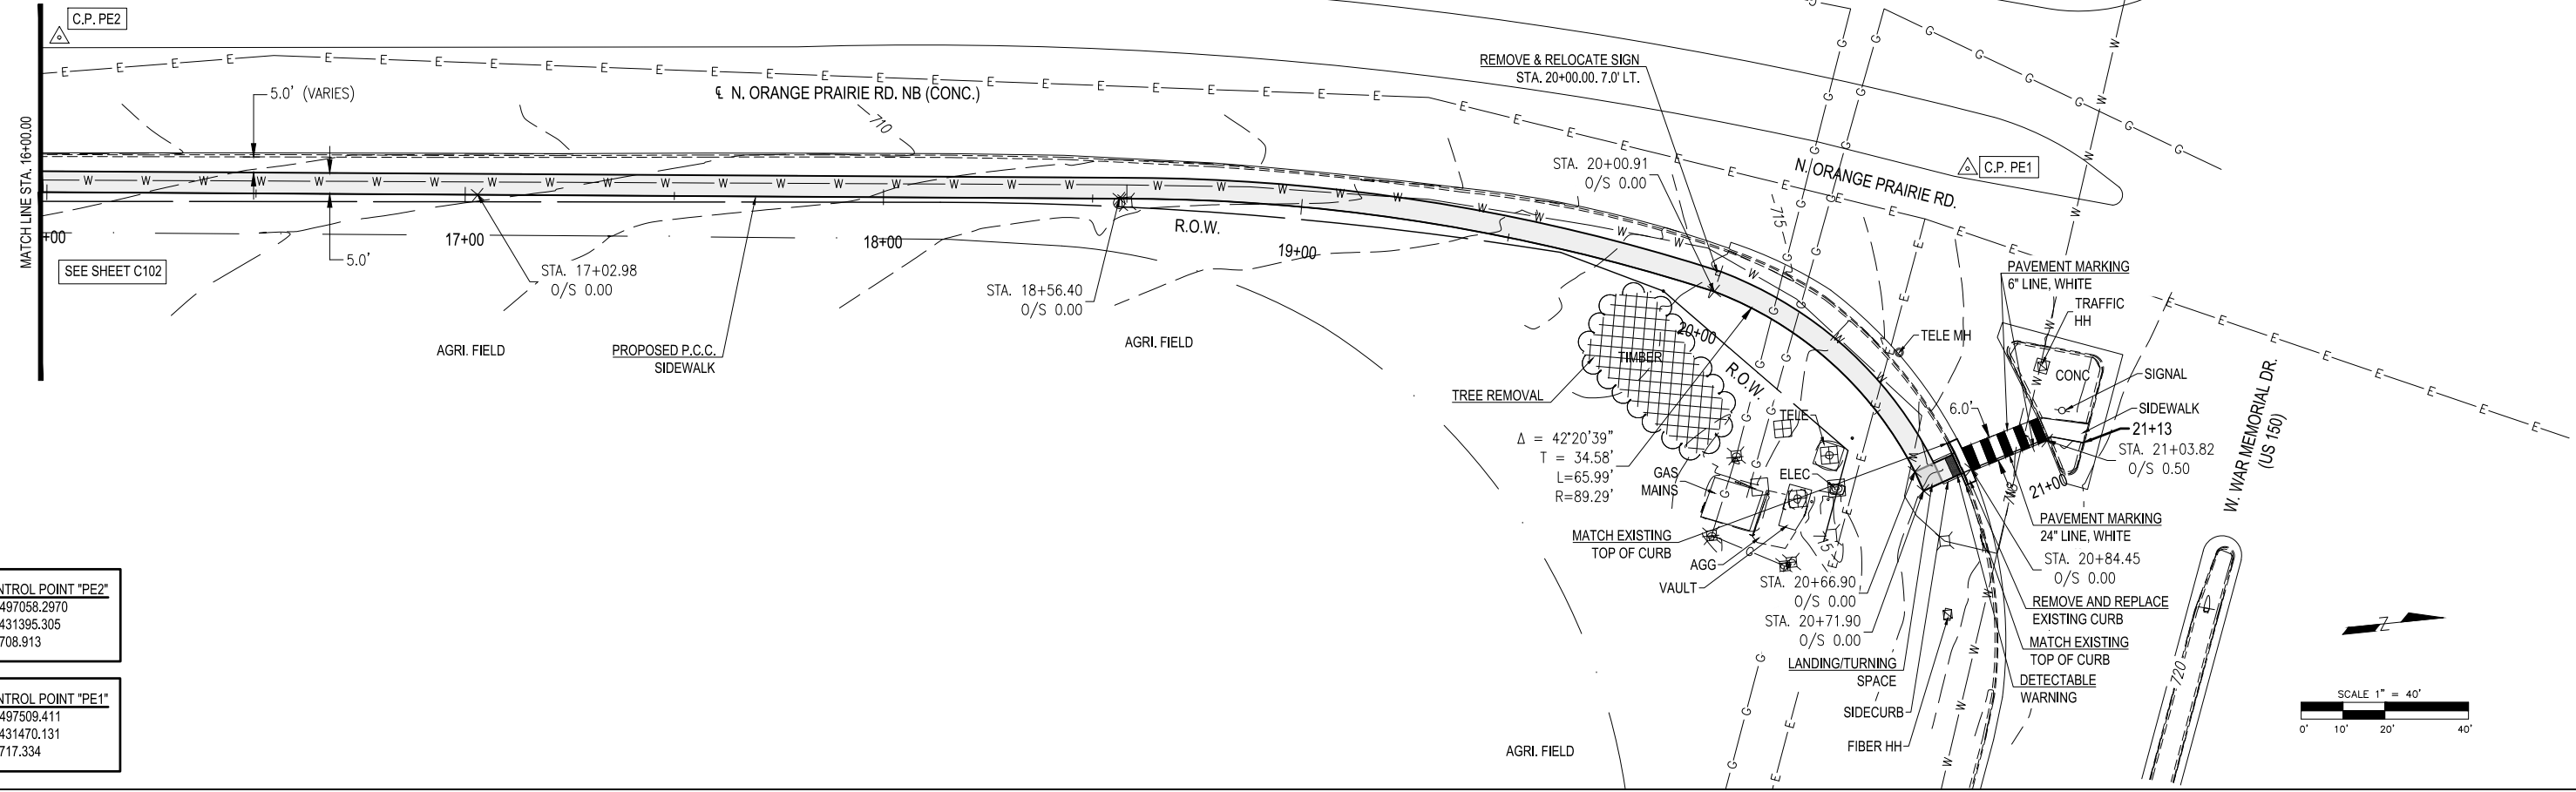 C.P. PE2
5.0' (VARIES)
℄ N. ORANGE PRAIRIE RD. NB (CONC.)
710
MATCH LINE STA. 16+00.00
+00
SEE SHEET C102
5.0'
17+00
STA. 17+02.98
O/S 0.00
AGRI. FIELD
PROPOSED P.C.C.
SIDEWALK
18+00
STA. 18+56.40
O/S 0.00
R.O.W.
AGRI. FIELD
19+00
REMOVE & RELOCATE SIGN
STA. 20+00.00. 7.0' LT.
STA. 20+00.91
O/S 0.00
N. ORANGE PRAIRIE RD.
C.P. PE1
715
20+00
TIMBER
R.O.W.
TREE REMOVAL
Δ = 42°20'39"
T = 34.58'
L=65.99'
R=89.29'
TELE
GAS
MAINS
ELEC
MATCH EXISTING
TOP OF CURB
AGG
VAULT
TELE MH
PAVEMENT MARKING
6" LINE, WHITE
TRAFFIC
HH
CONC
SIGNAL
SIDEWALK
6.0'
21+13
STA. 21+03.82
O/S 0.50
21+00
W. WAR MEMORIAL DR.
(US 150)
PAVEMENT MARKING
24" LINE, WHITE
STA. 20+84.45
O/S 0.00
STA. 20+66.90
O/S 0.00
STA. 20+71.90
O/S 0.00
REMOVE AND REPLACE
EXISTING CURB
MATCH EXISTING
TOP OF CURB
LANDING/TURNING
SPACE
DETECTABLE
WARNING
SIDECURB
FIBER HH
AGRI. FIELD
720
Z
SCALE 1" = 40'
0' 10' 20' 40'
NTROL POINT "PE2"
497058.2970
431395.305
708.913
NTROL POINT "PE1"
497509.411
431470.131
717.334